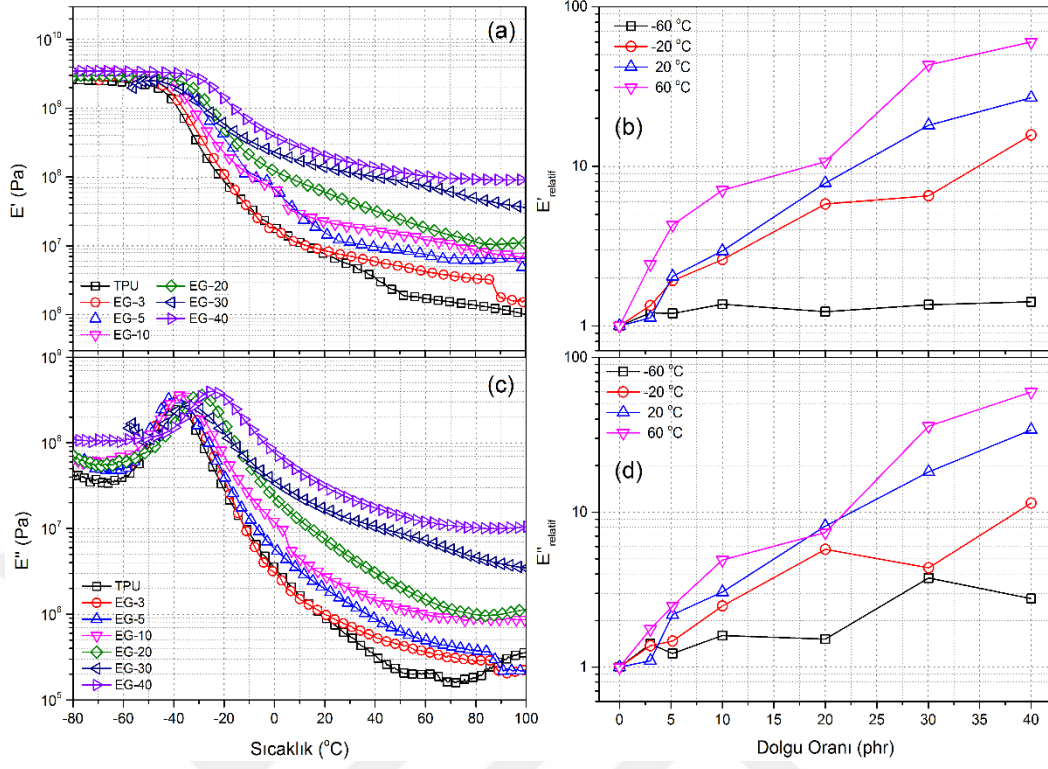 (a)
E' (Pa)
10¹⁰
10⁹
10⁸
10⁷
10⁶
TPU
EG-3
EG-5
EG-10
EG-20
EG-30
EG-40
(b)
E'relatif
100
10
1
-60 °C
-20 °C
20 °C
60 °C
(c)
E'' (Pa)
10⁹
10⁸
10⁷
10⁶
10⁵
TPU
EG-3
EG-5
EG-10
EG-20
EG-30
EG-40
-80 -60 -40 -20 0 20 40 60 80 100
Sıcaklık (°C)
(d)
E''relatif
100
10
1
-60 °C
-20 °C
20 °C
60 °C
0 5 10 20 30 40
Dolgu Oranı (phr)